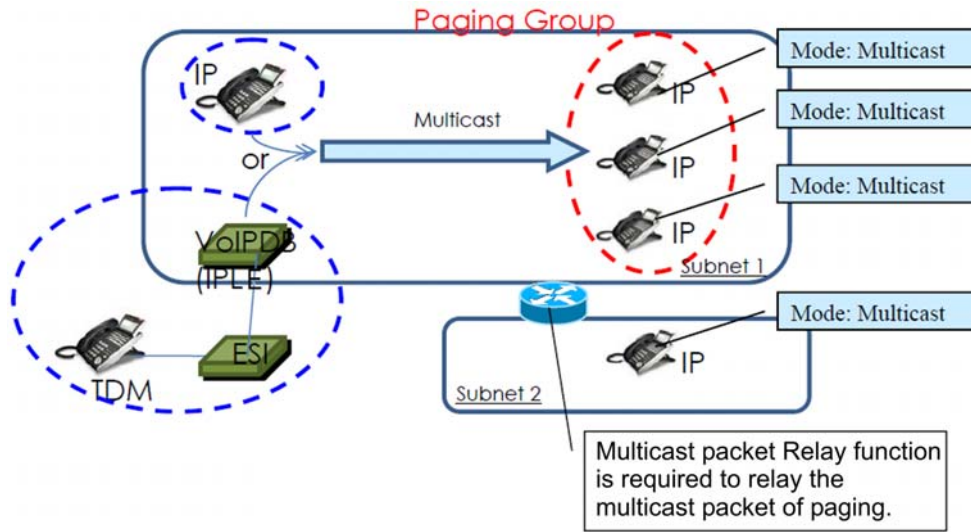 Paging Group
IP
Multicast
or
IP
Mode: Multicast
IP
Mode: Multicast
IP
Mode: Multicast
Subnet 1
VoIPDB
(IPLE)
ESI
TDM
IP
Mode: Multicast
Subnet 2
Multicast packet Relay function
is required to relay the
multicast packet of paging.